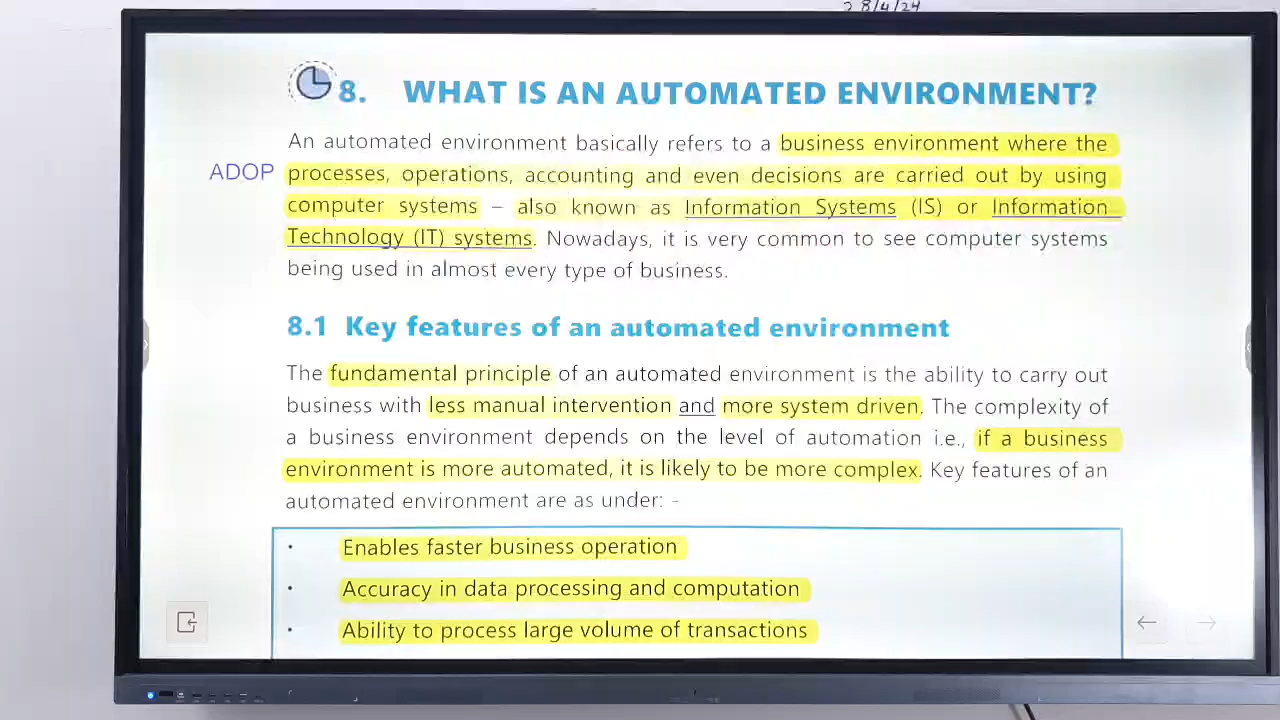 28/4/24
8. WHAT IS AN AUTOMATED ENVIRONMENT?
An automated environment basically refers to a business environment where the
ADOP processes, operations, accounting and even decisions are carried out by using
computer systems – also known as Information Systems (IS) or Information
Technology (IT) systems. Nowadays, it is very common to see computer systems
being used in almost every type of business.
8.1 Key features of an automated environment
The fundamental principle of an automated environment is the ability to carry out
business with less manual intervention and more system driven. The complexity of
a business environment depends on the level of automation i.e., if a business
environment is more automated, it is likely to be more complex. Key features of an
automated environment are as under: -
• Enables faster business operation
• Accuracy in data processing and computation
• Ability to process large volume of transactions